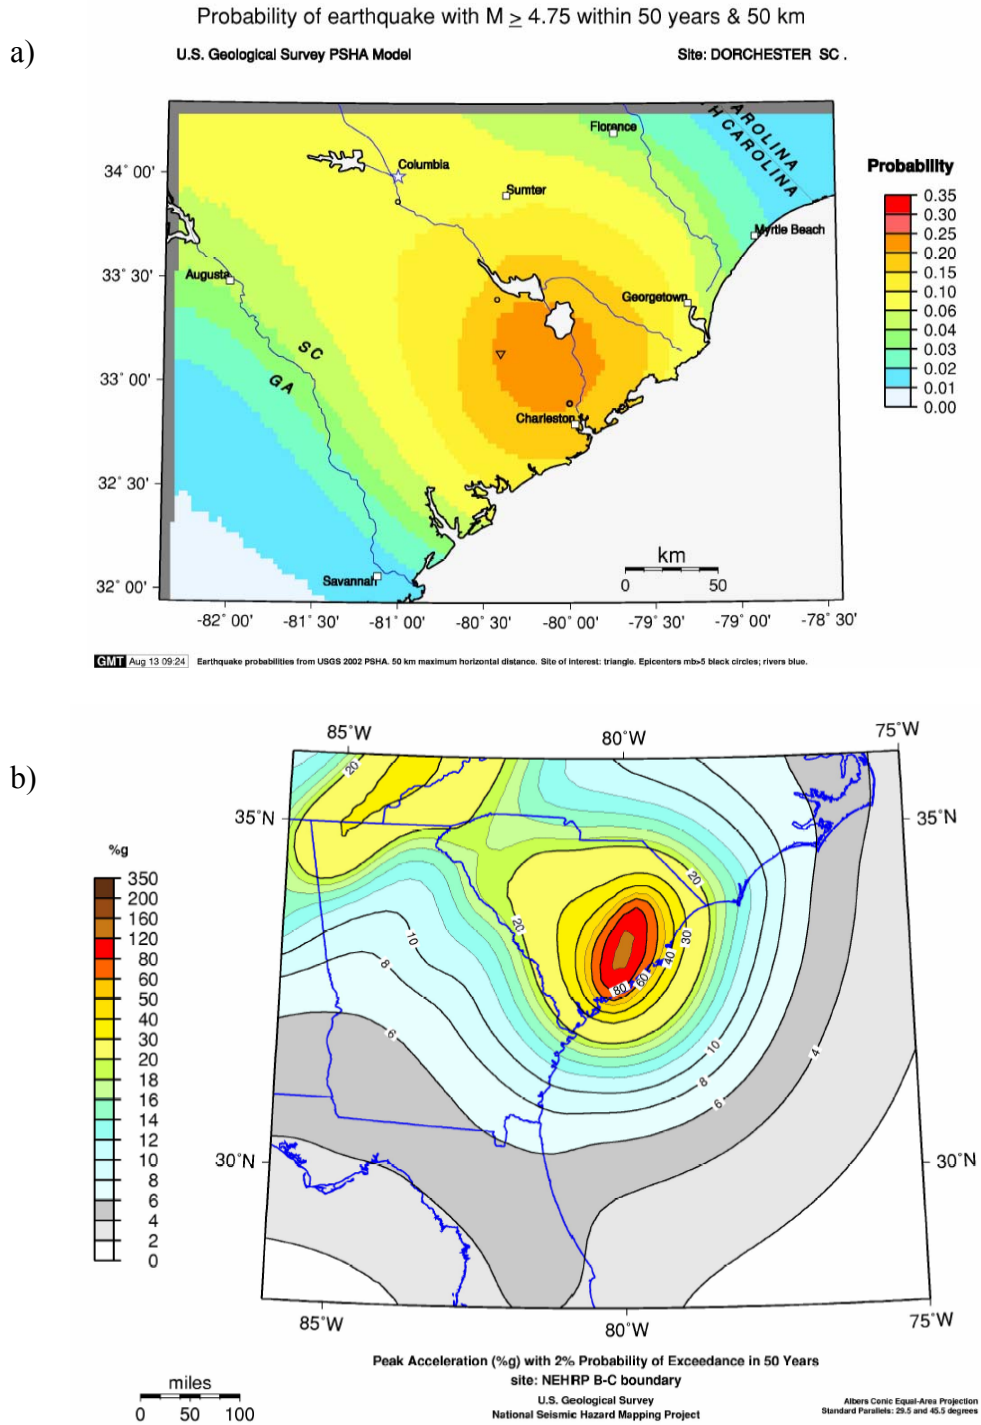 Probability of earthquake with M ≥ 4.75 within 50 years & 50 km
a)
U.S. Geological Survey PSHA Model
Site: DORCHESTER SC .
AROLINA
H CAROLINA
Florence
34° 00'
Columbia
Sumter
Myrtle Beach
33° 30'
Augusta
Georgetown
SC
GA
33° 00'
Charleston
32° 30'
km
0 50
32° 00'
Savannah
-82° 00' -81° 30' -81° 00' -80° 30' -80° 00' -79° 30' -79° 00' -78° 30'
Probability
0.35
0.30
0.25
0.20
0.15
0.10
0.06
0.04
0.03
0.02
0.01
0.00
GMT Aug 13 09:24 Earthquake probabilities from USGS 2002 PSHA. 50 km maximum horizontal distance. Site of interest: triangle. Epicenters mb>5 black circles; rivers blue.
b)
85°W 80°W 75°W
35°N 35°N
30°N 30°N
85°W 80°W 75°W
%g
350
200
160
120
80
60
50
40
30
20
18
16
14
12
10
8
6
4
2
0
20
20
20
10
8
6
30
40
60
80
10
8
6
4
Peak Acceleration (%g) with 2% Probability of Exceedance in 50 Years
site: NEHRP B-C boundary
U.S. Geological Survey
National Seismic Hazard Mapping Project
miles
0 50 100
Albers Conic Equal-Area Projection
Standard Parallels: 29.5 and 45.5 degrees